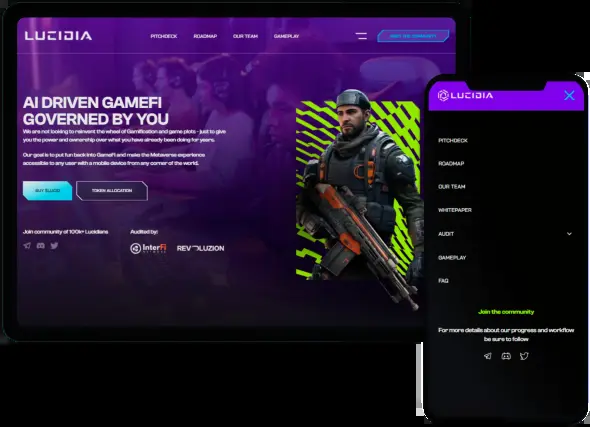 LUCIDIA
PITCHDECK
ROADMAP
OUR TEAM
GAMEPLAY
JOIN THE COMMUNITY
AI DRIVEN GAMEFI
GOVERNED BY YOU
We are not looking to reinvent the wheel of Gamification and game plots - just to give
you the power and ownership over what you have already been doing for years.
Our goal is to put fun back into GameFi and make the Metaverse experience
accessible to any user with a mobile device from any corner of the world.
BUY $LUCID
TOKEN ALLOCATION
Join community of 100k+ Lucidians
Audited by:
InterFi
NETWORK
REVOLUZION
LUCIDIA
PITCHDECK
ROADMAP
OUR TEAM
WHITEPAPER
AUDIT
GAMEPLAY
FAQ
Join the community
For more details about our progress and workflow
be sure to follow